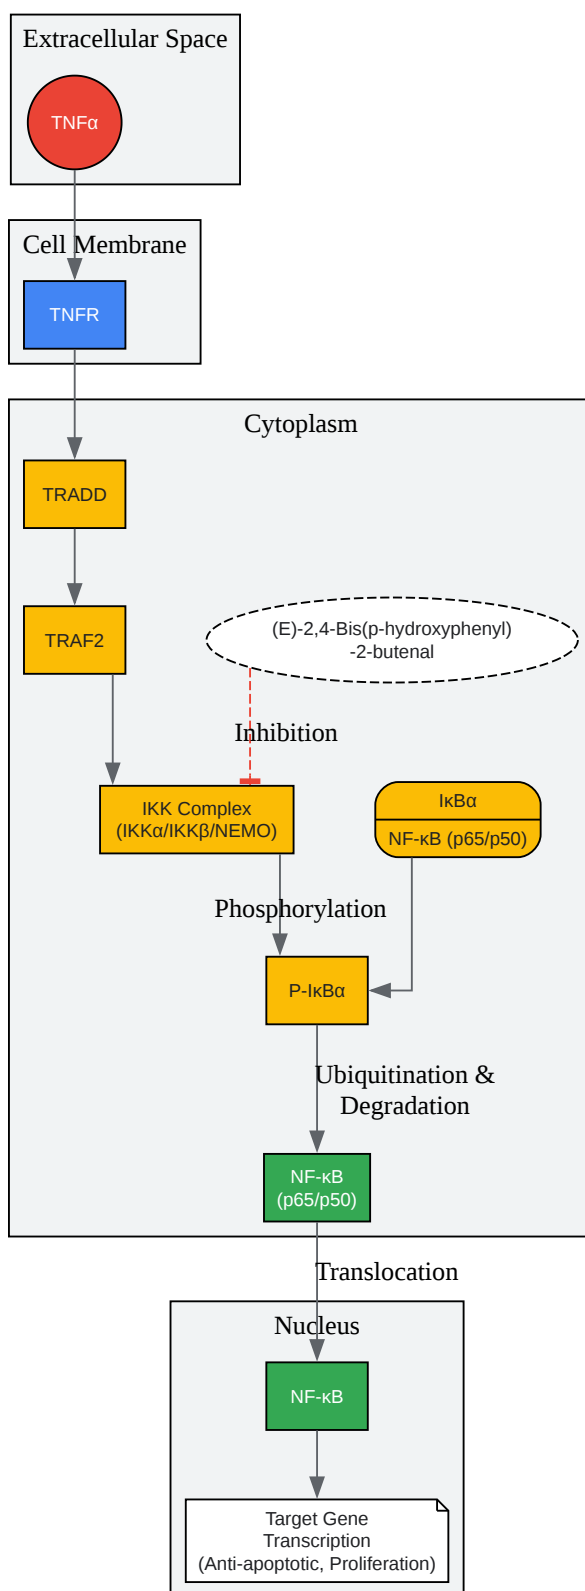 Extracellular Space
TNFα
Cell Membrane
TNFR
Cytoplasm
TRADD
TRAF2
(E)-2,4-Bis(p-hydroxyphenyl)
-2-butenal
Inhibition
IKK Complex
(IKKα/IKKβ/NEMO)
IκBα
NF-κB (p65/p50)
Phosphorylation
P-IκBα
Ubiquitination &
Degradation
NF-κB
(p65/p50)
Translocation
Nucleus
NF-κB
Target Gene
Transcription
(Anti-apoptotic, Proliferation)